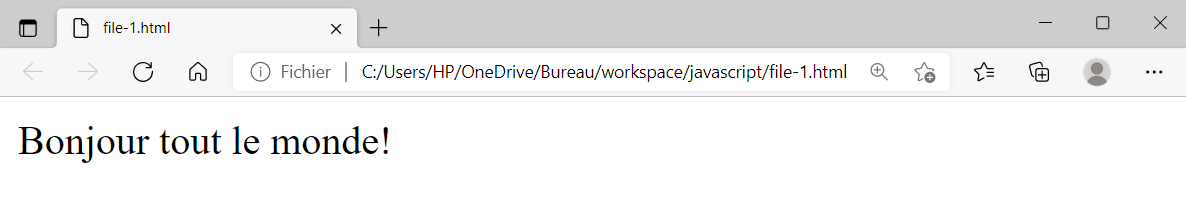 file-1.html
Fichier | C:/Users/HP/OneDrive/Bureau/workspace/javascript/file-1.html
Bonjour tout le monde!